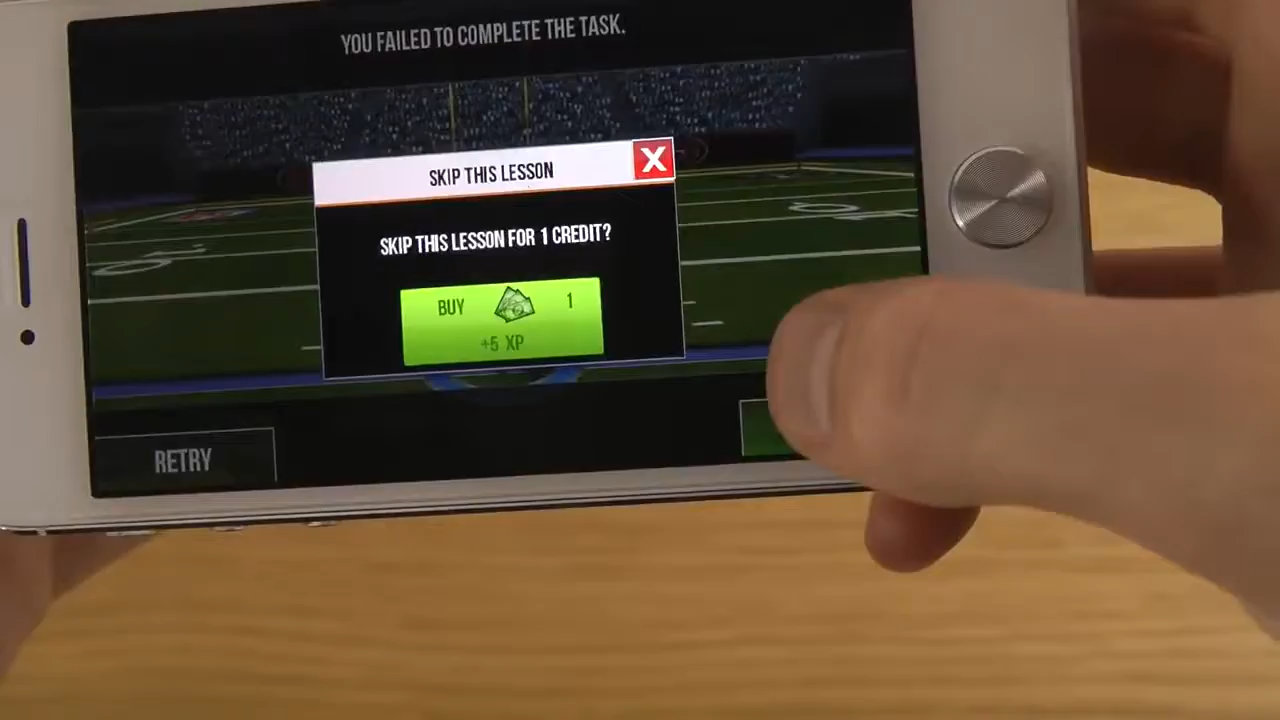 YOU FAILED TO COMPLETE THE TASK.
SKIP THIS LESSON
X
SKIP THIS LESSON FOR 1 CREDIT?
BUY 1
+5 XP
RETRY